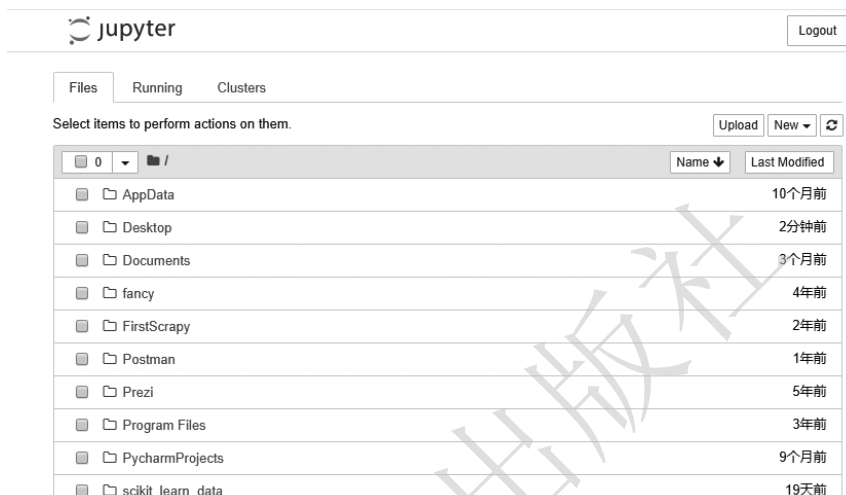 jupyter
Logout
Files Running Clusters
Select items to perform actions on them.
Upload New
0 /
Name Last Modified
AppData 10个月前
Desktop 2分钟前
Documents 3个月前
fancy 4年前
FirstScrapy 2年前
Postman 1年前
Prezi 5年前
Program Files 3年前
PycharmProjects 9个月前
scikit_learn_data 19天前
出版社